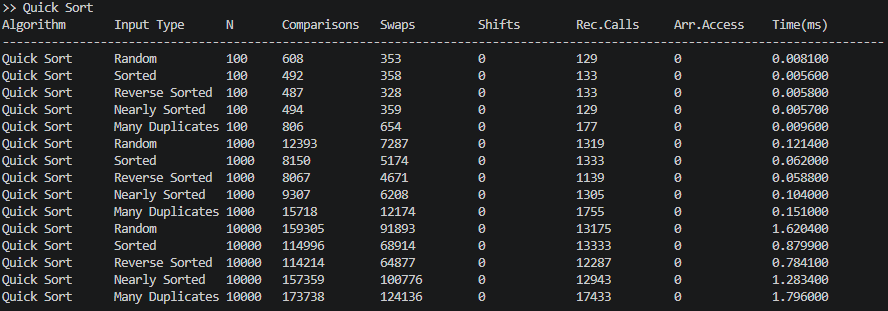 >> Quick Sort
Algorithm Input Type N Comparisons Swaps Shifts Rec.Calls Arr.Access Time(ms)
--------------------------------------------------------------------------------------------------------------------------------
Quick Sort Random 100 608 353 0 129 0 0.008100
Quick Sort Sorted 100 492 358 0 133 0 0.005600
Quick Sort Reverse Sorted 100 487 328 0 133 0 0.005800
Quick Sort Nearly Sorted 100 494 359 0 129 0 0.005700
Quick Sort Many Duplicates 100 806 654 0 177 0 0.009600
Quick Sort Random 1000 12393 7287 0 1319 0 0.121400
Quick Sort Sorted 1000 8150 5174 0 1333 0 0.062000
Quick Sort Reverse Sorted 1000 8067 4671 0 1139 0 0.058800
Quick Sort Nearly Sorted 1000 9307 6208 0 1305 0 0.104000
Quick Sort Many Duplicates 1000 15718 12174 0 1755 0 0.151000
Quick Sort Random 10000 159305 91893 0 13175 0 1.620400
Quick Sort Sorted 10000 114996 68914 0 13333 0 0.879900
Quick Sort Reverse Sorted 10000 114214 64877 0 12287 0 0.784100
Quick Sort Nearly Sorted 10000 157359 100776 0 12943 0 1.283400
Quick Sort Many Duplicates 10000 173738 124136 0 17433 0 1.796000